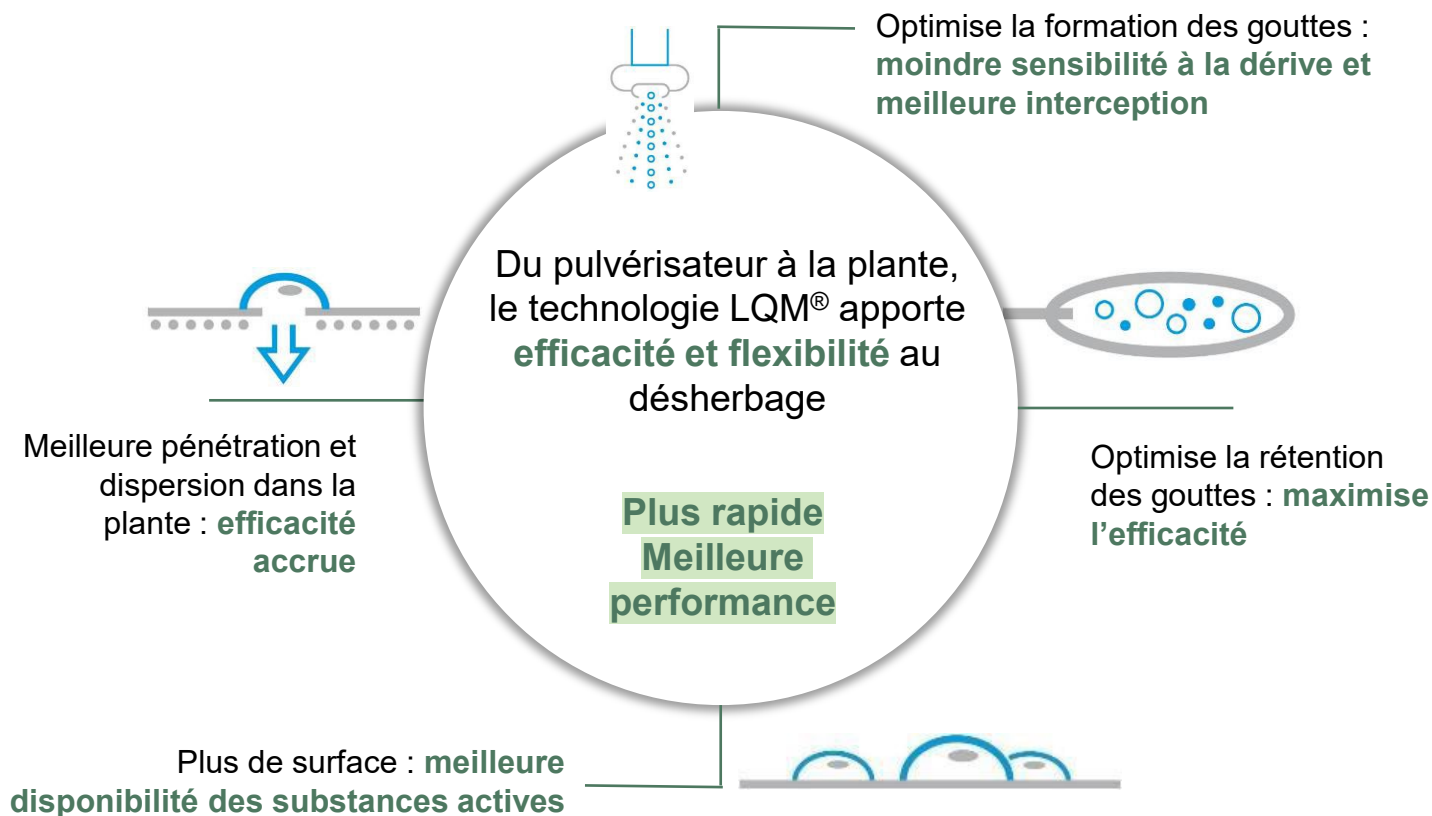 Optimise la formation des gouttes :
moindre sensibilité à la dérive et
meilleure interception
Du pulvérisateur à la plante,
le technologie LQM® apporte
efficacité et flexibilité au
désherbage
Plus rapide
Meilleure
performance
Meilleure pénétration et
dispersion dans la
plante : efficacité
accrue
Optimise la rétention
des gouttes : maximise
l’efficacité
Plus de surface : meilleure
disponibilité des substances actives